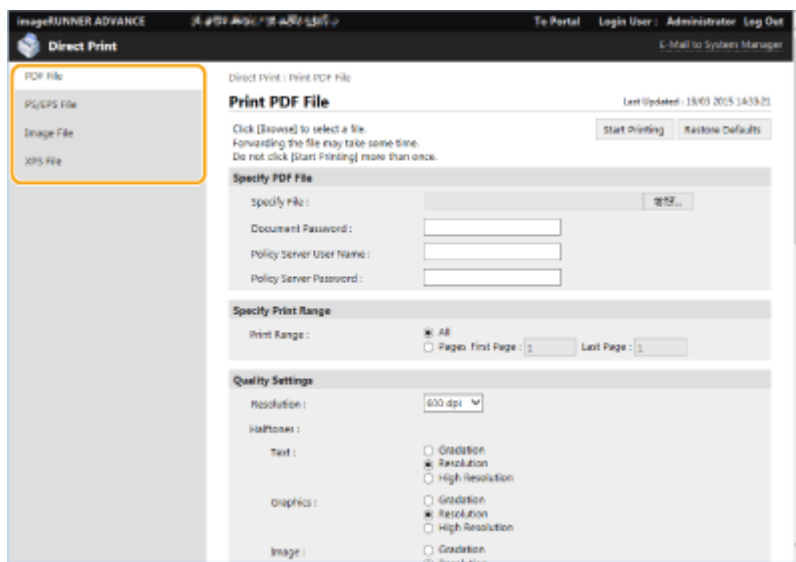 imageRUNNER ADVANCE To Portal Login User : Administrator Log Out
Direct Print E-Mail to System Manager
PDF File
PS/EPS File
Image File
XPS File
Direct Print : Print PDF File
Print PDF File Last Updated : 19/03 2015 14:33:21
Click [Browse] to select a file.
Forwarding the file may take some time.
Do not click [Start Printing] more than once.
Start Printing Restore Defaults
Specify PDF File
Specify File :
Document Password :
Policy Server User Name :
Policy Server Password :
Specify Print Range
Print Range : All
Pages First Page : 1 Last Page : 1
Quality Settings
Resolution : 600 dpi
Halftones :
Text : Gradation
Resolution
High Resolution
Graphics : Gradation
Resolution
High Resolution
Image : Gradation
Resolution